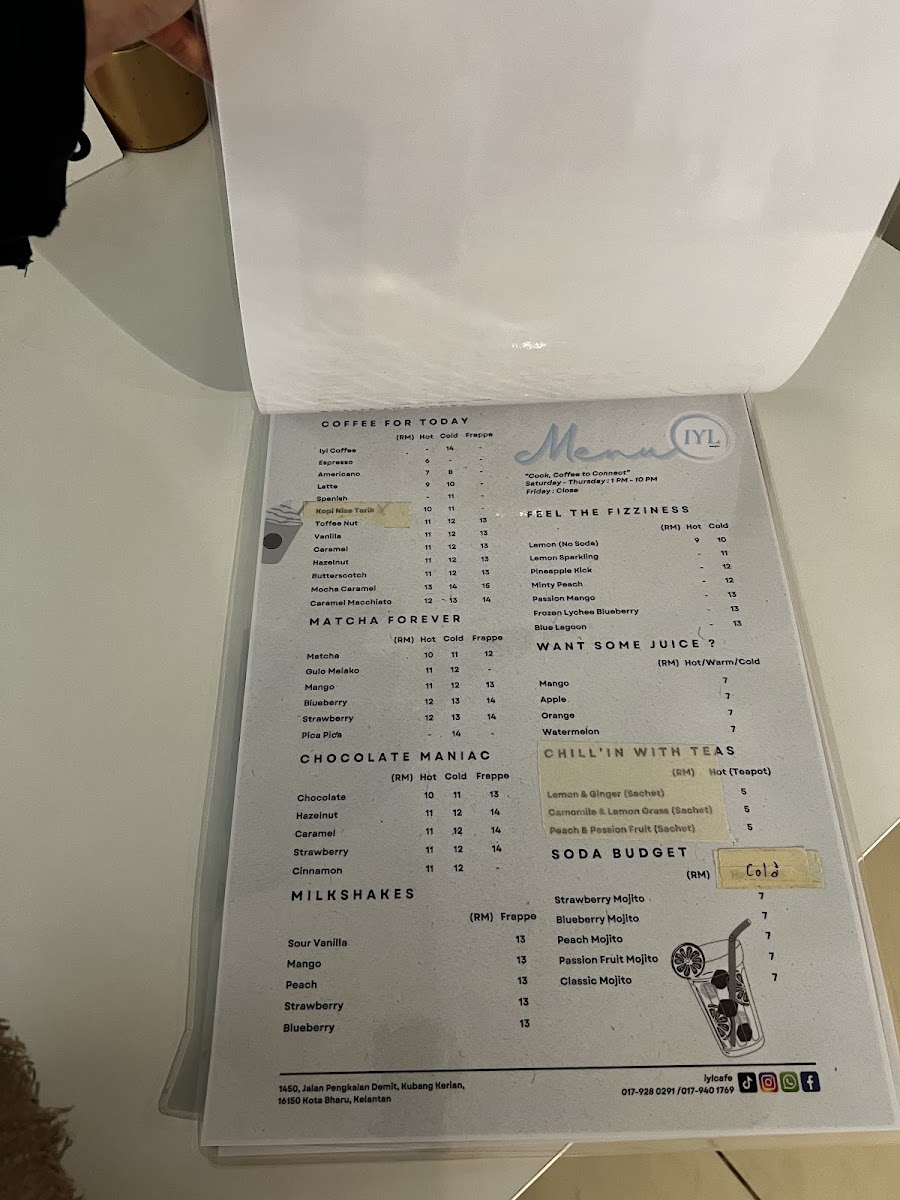 COFFEE FOR TODAY
(RM) Hot Cold Frappe
Iyl Coffee - 14 -
Espresso 6 - -
Americano 7 8 -
Latte 9 10 -
Spanish - 11 -
Kopi Nise Tarik 10 11 -
Toffee Nut 11 12 13
Vanilla 11 12 13
Caramel 11 12 13
Hazelnut 11 12 13
Butterscotch 11 12 13
Mocha Caramel 13 14 15
Caramel Macchiato 12 13 14
MATCHA FOREVER
(RM) Hot Cold Frappe
Matcha 10 11 12
Gula Melako 11 12 -
Mango 11 12 13
Blueberry 12 13 14
Strawberry 12 13 14
Pica Pica - 14 -
CHOCOLATE MANIAC
(RM) Hot Cold Frappe
Chocolate 10 11 13
Hazelnut 11 12 14
Caramel 11 12 14
Strawberry 11 12 14
Cinnamon 11 12 -
MILKSHAKES
(RM) Frappe
Sour Vanilla 13
Mango 13
Peach 13
Strawberry 13
Blueberry 13
Menu IYL
"Cook, Coffee to Connect"
Saturday - Thursday : 1 PM - 10 PM
Friday : Close
FEEL THE FIZZINESS
(RM) Hot Cold
Lemon (No Soda) 9 10
Lemon Sparkling - 11
Pineapple Kick - 12
Minty Peach - 12
Passion Mango - 13
Frozen Lychee Blueberry - 13
Blue Lagoon - 13
WANT SOME JUICE ?
(RM) Hot/Warm/Cold
Mango 7
Apple 7
Orange 7
Watermelon 7
CHILL'IN WITH TEAS
(RM) Hot (Teapot)
Lemon & Ginger (Sachet) 5
Camomile & Lemon Grass (Sachet) 5
Peach & Passion Fruit (Sachet) 5
SODA BUDGET
(RM) Cold
Strawberry Mojito 7
Blueberry Mojito 7
Peach Mojito 7
Passion Fruit Mojito 7
Classic Mojito 7
1450, Jalan Pengkalan Demit, Kubang Kerian,
16150 Kota Bharu, Kelantan
iylcafe
017-928 0291 /017-940 1769